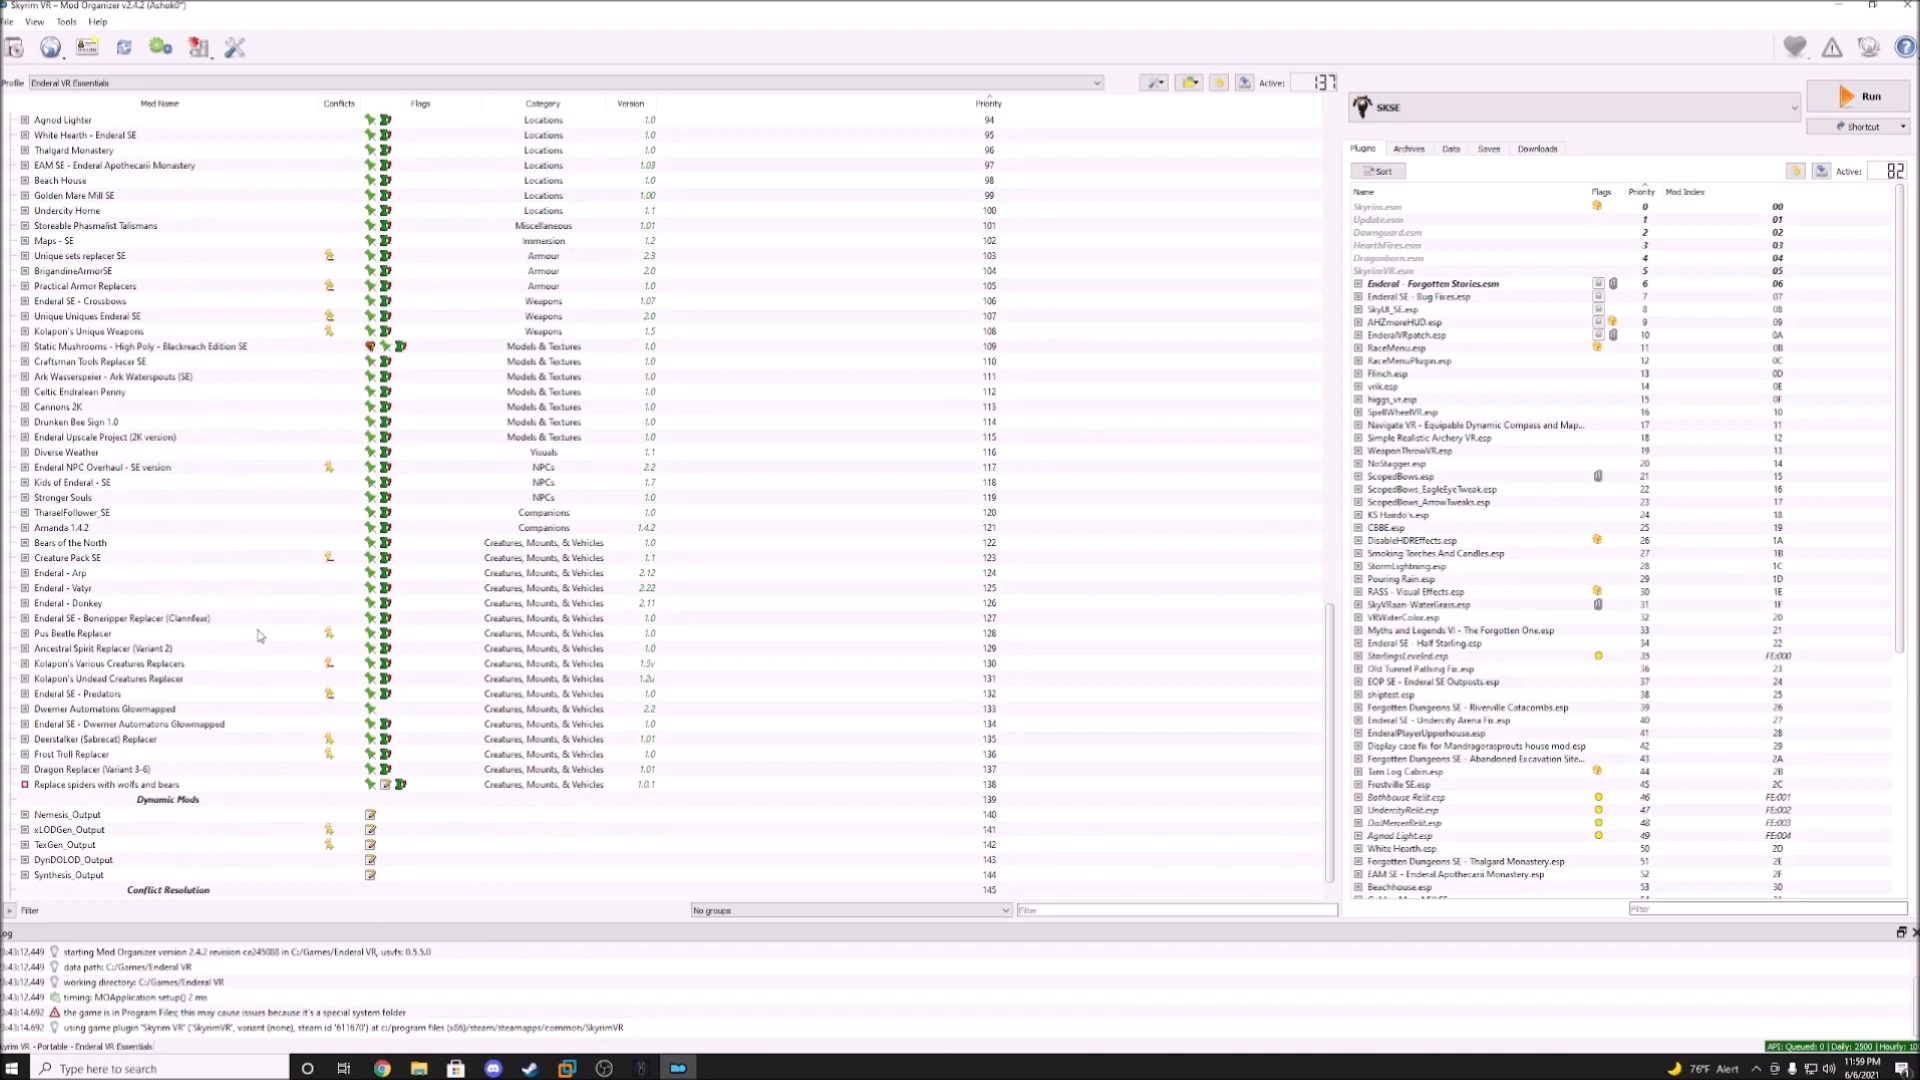 Skyrim VR – Mod Organizer v2.4.2 (Ashok0*)
File View Tools Help
Profile Enderal VR Essentials Active: 137
Mod Name Conflicts Flags Category Version Priority
Agnod Lighter Locations 1.0 94
White Hearth - Enderal SE Locations 1.0 95
Thalgard Monastery Locations 1.0 96
EAM SE - Enderal Apothecarii Monastery Locations 1.03 97
Beach House Locations 1.0 98
Golden Mare Mill SE Locations 1.00 99
Undercity Home Locations 1.1 100
Storeable Phasmalist Talismans Miscellaneous 1.01 101
Maps - SE Immersion 1.2 102
Unique sets replacer SE Armour 2.3 103
BrigandineArmorSE Armour 2.0 104
Practical Armor Replacers Armour 1.0 105
Enderal SE - Crossbows Weapons 1.07 106
Unique Uniques Enderal SE Weapons 2.0 107
Kolapon's Unique Weapons Weapons 1.5 108
Static Mushrooms - High Poly - Blackreach Edition SE Models & Textures 1.0 109
Craftsman Tools Replacer SE Models & Textures 1.0 110
Ark Wasserspeier - Ark Waterspouts (SE) Models & Textures 1.0 111
Celtic Endralean Penny Models & Textures 1.0 112
Cannons 2K Models & Textures 1.0 113
Drunken Bee Sign 1.0 Models & Textures 1.0 114
Enderal Upscale Project (2K version) Models & Textures 1.0 115
Diverse Weather Visuals 1.1 116
Enderal NPC Overhaul - SE version NPCs 2.2 117
Kids of Enderal - SE NPCs 1.7 118
Stronger Souls NPCs 1.0 119
TharaelFollower_SE Companions 1.0 120
Amanda 1.4.2 Companions 1.4.2 121
Bears of the North Creatures, Mounts, & Vehicles 1.0 122
Creature Pack SE Creatures, Mounts, & Vehicles 1.1 123
Enderal - Arp Creatures, Mounts, & Vehicles 2.12 124
Enderal - Vatyr Creatures, Mounts, & Vehicles 2.22 125
Enderal - Donkey Creatures, Mounts, & Vehicles 2.11 126
Enderal SE - Boneripper Replacer (Clannfear) Creatures, Mounts, & Vehicles 1.0 127
Pus Beetle Replacer Creatures, Mounts, & Vehicles 1.0 128
Ancestral Spirit Replacer (Variant 2) Creatures, Mounts, & Vehicles 1.0 129
Kolapon's Various Creatures Replacers Creatures, Mounts, & Vehicles 1.5v 130
Kolapon's Undead Creatures Replacer Creatures, Mounts, & Vehicles 1.2u 131
Enderal SE - Predators Creatures, Mounts, & Vehicles 1.0 132
Dwemer Automatons Glowmapped Creatures, Mounts, & Vehicles 2.2 133
Enderal SE - Dwemer Automatons Glowmapped Creatures, Mounts, & Vehicles 1.0 134
Deerstalker (Sabrecat) Replacer Creatures, Mounts, & Vehicles 1.01 135
Frost Troll Replacer Creatures, Mounts, & Vehicles 1.0 136
Dragon Replacer (Variant 3-6) Creatures, Mounts, & Vehicles 1.01 137
Replace spiders with wolfs and bears Creatures, Mounts, & Vehicles 1.0.1 138
Dynamic Mods 139
Nemesis_Output 140
xLODGen_Output 141
TexGen_Output 142
DynDOLOD_Output 143
Synthesis_Output 144
Conflict Resolution 145
Filter No groups Filter
SKSE Run
Shortcut
Plugins Archives Data Saves Downloads
Sort Active: 82
Name Flags Priority Mod Index
Skyrim.esm 0 00
Update.esm 1 01
Dawnguard.esm 2 02
HearthFires.esm 3 03
Dragonborn.esm 4 04
SkyrimVR.esm 5 05
Enderal - Forgotten Stories.esm 6 06
Enderal SE - Bug Fixes.esp 7 07
SkyUI_SE.esp 8 08
AHZmoreHUD.esp 9 09
EnderalVRpatch.esp 10 0A
RaceMenu.esp 11 0B
RaceMenuPlugin.esp 12 0C
Flinch.esp 13 0D
vrik.esp 14 0E
higgs_vr.esp 15 0F
SpellWheelVR.esp 16 10
Navigate VR - Equipable Dynamic Compass and Map... 17 11
Simple Realistic Archery VR.esp 18 12
WeaponThrowVR.esp 19 13
NoStagger.esp 20 14
ScopedBows.esp 21 15
ScopedBows_EagleEyeTweak.esp 22 16
ScopedBows_ArrowTweaks.esp 23 17
KS Hairdo's.esp 24 18
CBBE.esp 25 19
DisableHDREffects.esp 26 1A
Smoking Torches And Candles.esp 27 1B
StormLightning.esp 28 1C
Pouring Rain.esp 29 1D
RASS - Visual Effects.esp 30 1E
SkyVRaan-WaterGrass.esp 31 1F
VRWaterColor.esp 32 20
Myths and Legends VI - The Forgotten One.esp 33 21
Enderal SE - Half Starling.esp 34 22
StarlingsLeveled.esp 35 FE:000
Old Tunnel Pathing Fix.esp 36 23
EOP SE - Enderal SE Outposts.esp 37 24
shiptest.esp 38 25
Forgotten Dungeons SE - Riverville Catacombs.esp 39 26
Enderal SE - Undercity Arena Fix.esp 40 27
EnderalPlayerUpperhouse.esp 41 28
Display case fix for Mandragorasprouts house mod.esp 42 29
Forgotten Dungeons SE - Abandoned Excavation Site... 43 2A
Tam Log Cabin.esp 44 2B
Frostville SE.esp 45 2C
Bathhouse Relit.esp 46 FE:001
UndercityRelit.esp 47 FE:002
DalMercerRelit.esp 48 FE:003
Agnod Light.esp 49 FE:004
White Hearth.esp 50 2D
Forgotten Dungeons SE - Thalgard Monastery.esp 51 2E
EAM SE - Enderal Apothecarii Monastery.esp 52 2F
Beachhouse.esp 53 30
Filter
Log
:43:12.449 starting Mod Organizer version 2.4.2 revision ce245088 in C:/Games/Enderal VR, usvfs: 0.5.5.0
:43:12.449 data path: C:/Games/Enderal VR
:43:12.449 working directory: C:/Games/Enderal VR
:43:12.449 timing: MOApplication setup() 2 ms
:43:14.692 the game is in Program Files; this may cause issues because it's a special system folder
:43:14.692 using game plugin 'Skyrim VR' ('SkyrimVR', variant (none), steam id '611670') at c:/program files (x86)/steam/steamapps/common/SkyrimVR
Skyrim VR - Portable - Enderal VR Essentials API: Queued: 0 | Daily: 2500 | Hourly: 10
Type here to search 76°F Alert 11:59 PM
6/6/2021